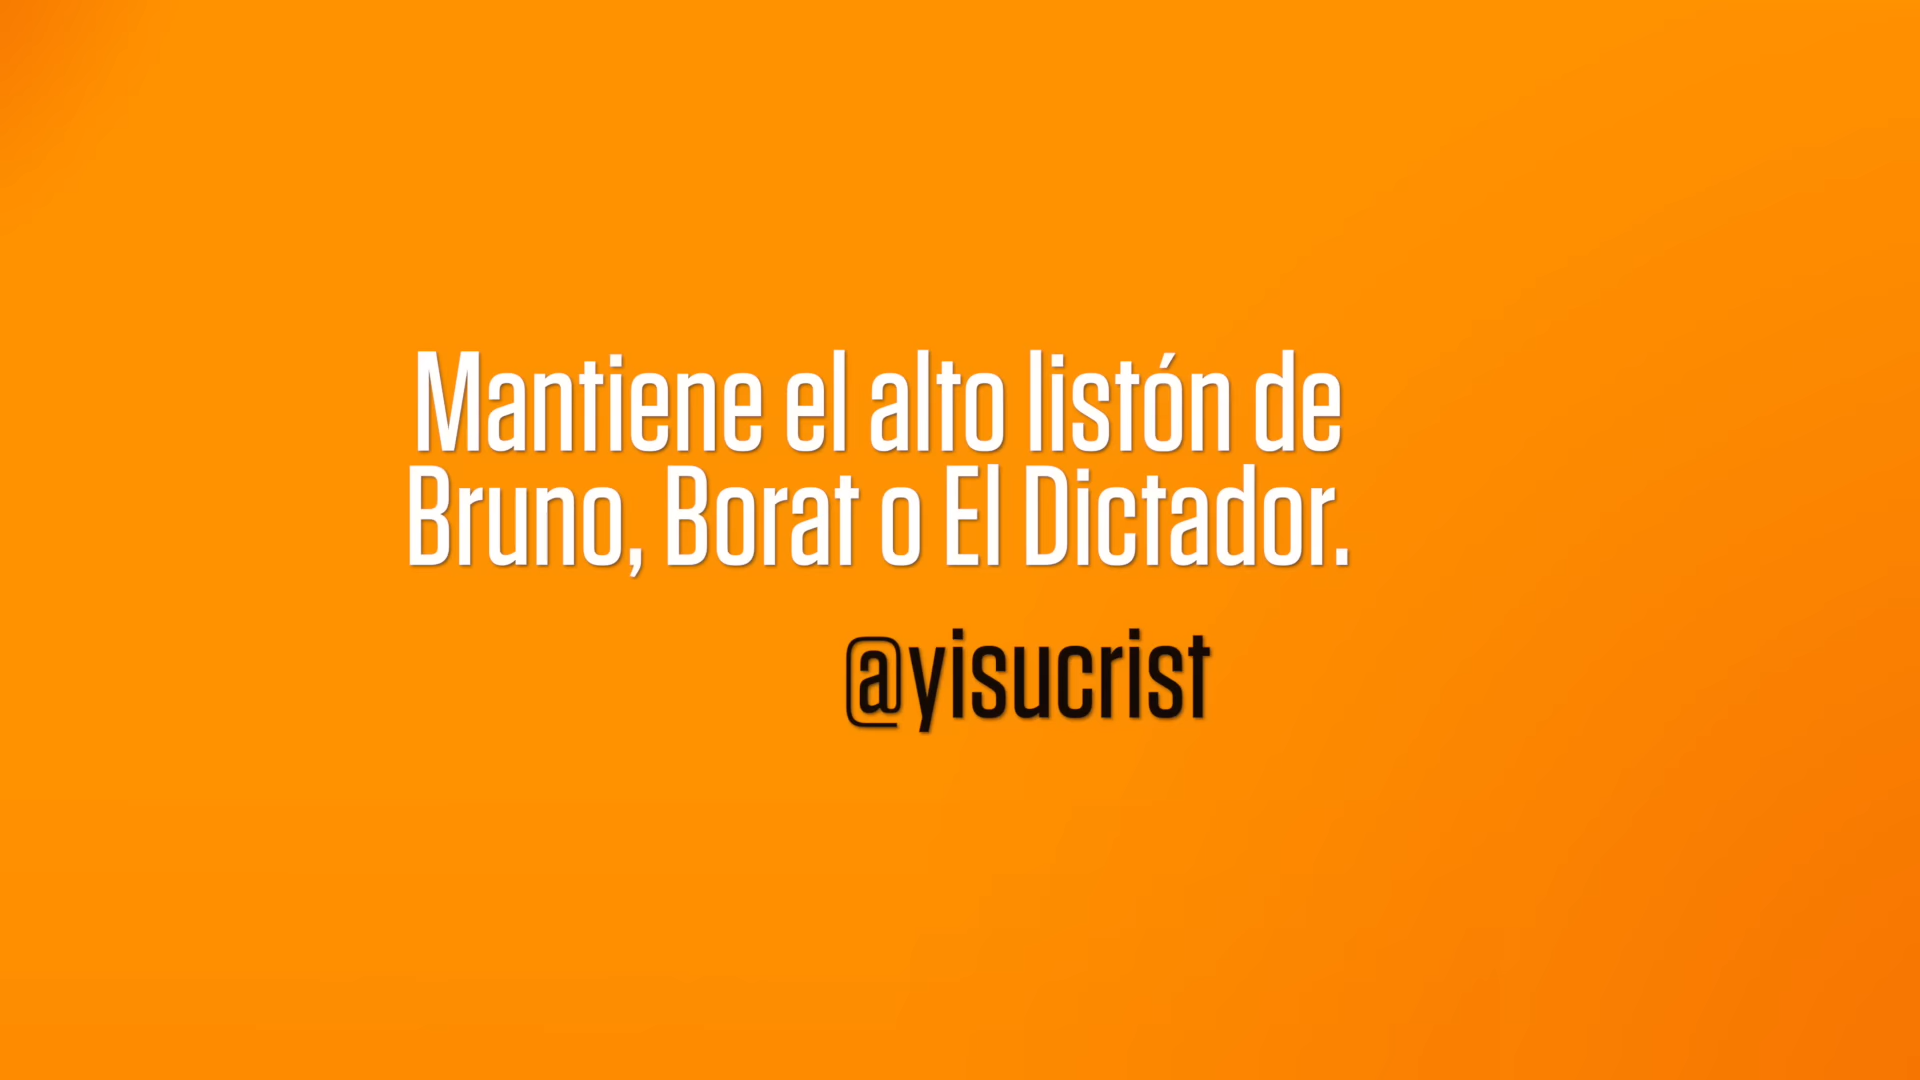 Mantiene el alto listón de
Bruno, Borat o El Dictador.
@yisucrist